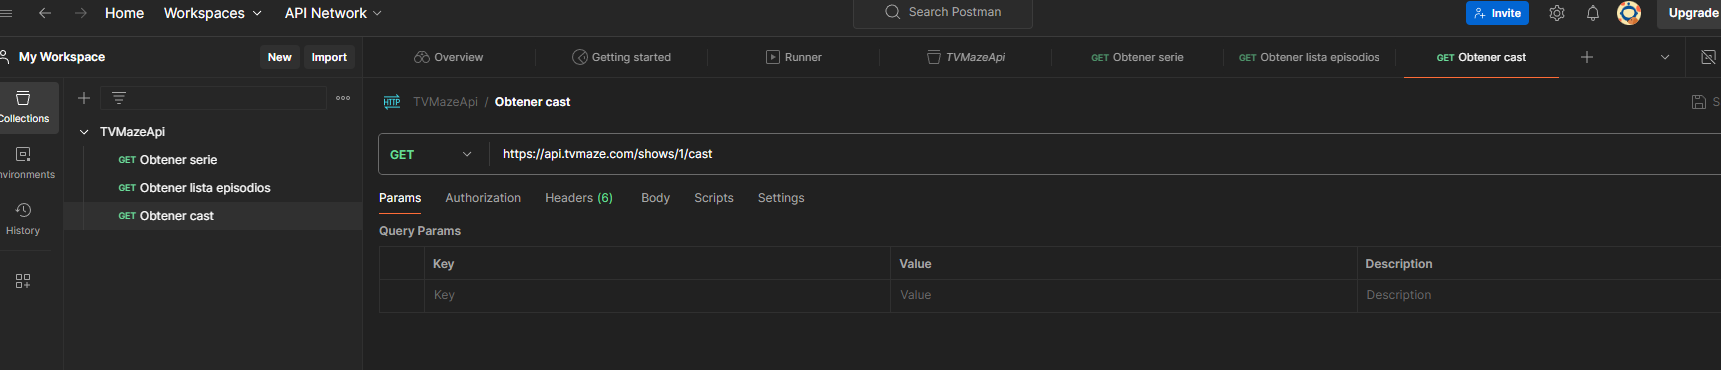 Home Workspaces API Network Search Postman Invite Upgrade
My Workspace New Import Overview Getting started Runner TVMazeApi GET Obtener serie GET Obtener lista episodios GET Obtener cast
HTTP TVMazeApi / Obtener cast S
Collections
TVMazeApi
GET https://api.tvmaze.com/shows/1/cast
GET Obtener serie
nvironments
GET Obtener lista episodios
Params Authorization Headers (6) Body Scripts Settings
GET Obtener cast
History
Query Params
Key Value Description
Key Value Description